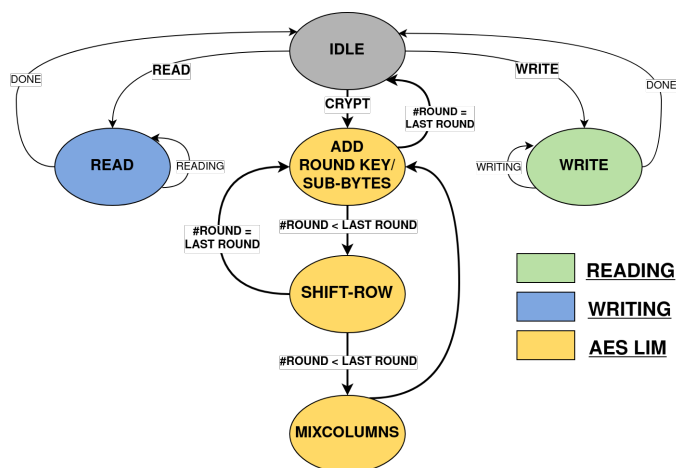 IDLE
DONE
READ
WRITE
DONE
CRYPT
#ROUND =
LAST ROUND
READ
READING
ADD
ROUND KEY/
SUB-BYTES
WRITING
WRITE
#ROUND =
LAST ROUND
#ROUND < LAST ROUND
SHIFT-ROW
READING
WRITING
AES LIM
#ROUND < LAST ROUND
MIXCOLUMNS